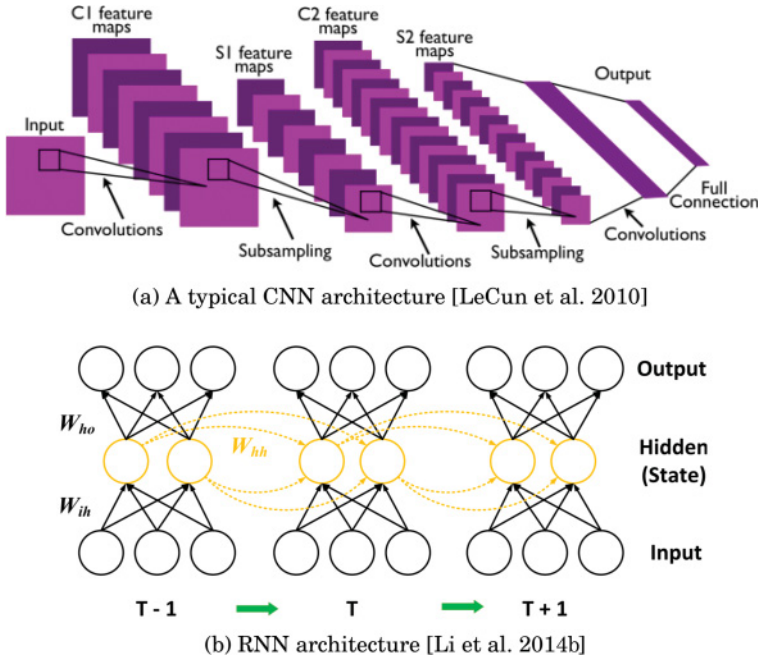 C1 feature
maps
S1 feature
maps
C2 feature
maps
S2 feature
maps
Output
Input
Convolutions
Subsampling
Convolutions
Subsampling
Convolutions
Full
Connection
(a) A typical CNN architecture [LeCun et al. 2010]
Output
W_ho
W_hh
Hidden
(State)
W_ih
Input
T - 1
T
T + 1
(b) RNN architecture [Li et al. 2014b]